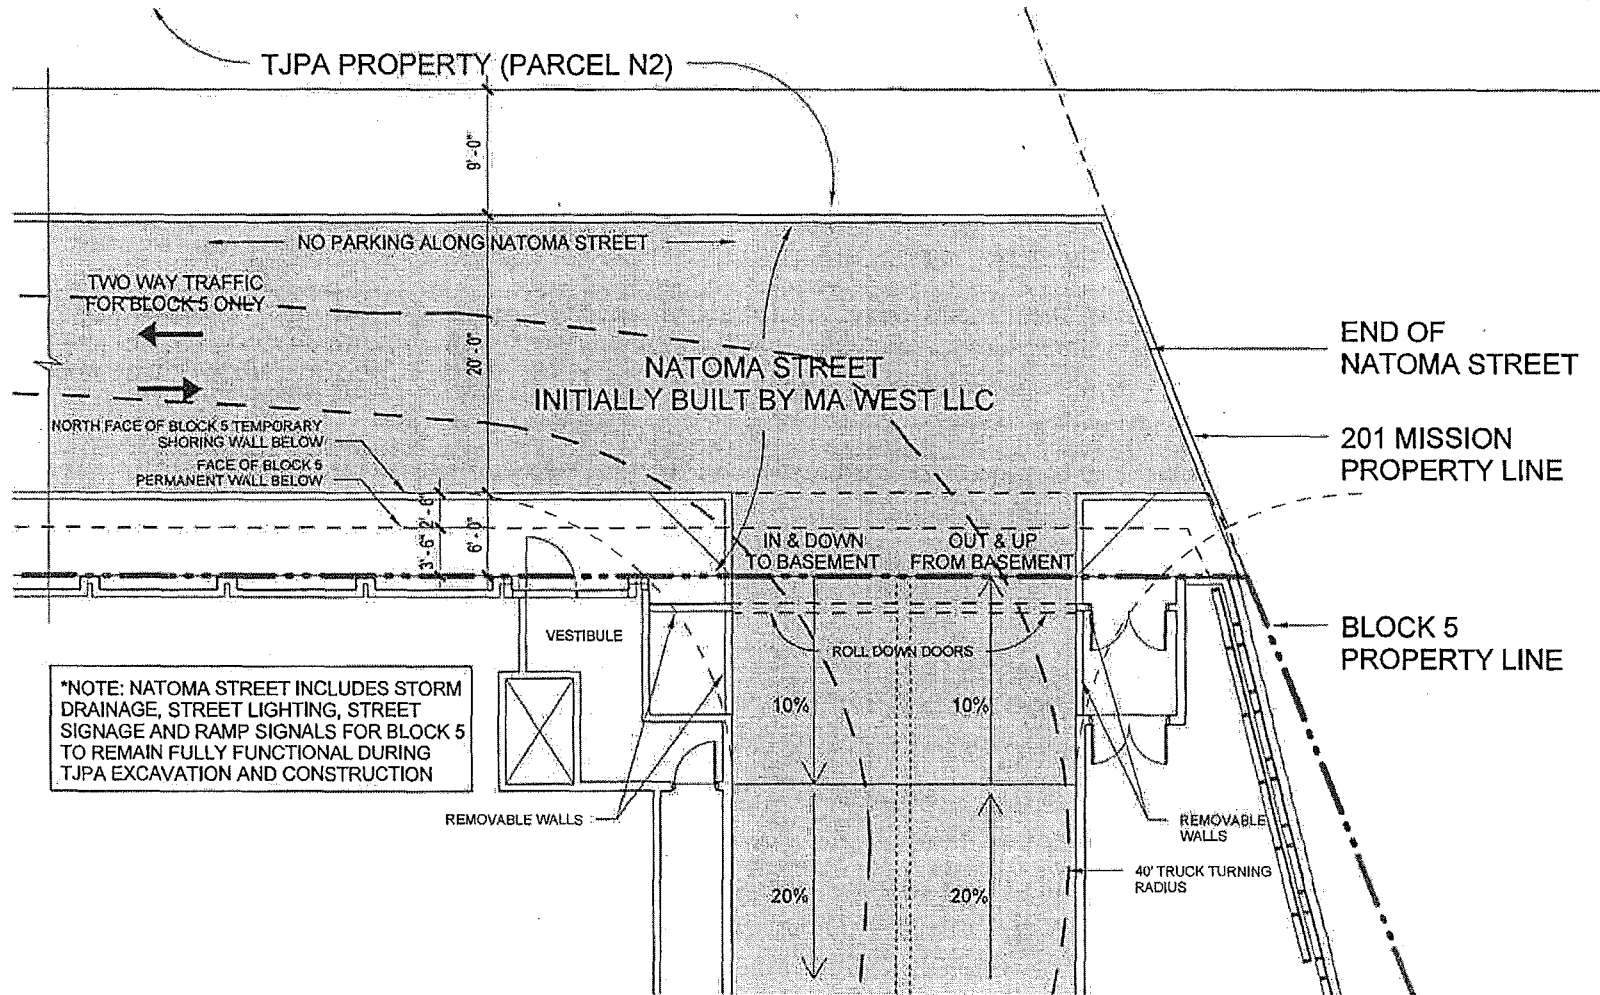 TJPA PROPERTY (PARCEL N2)
9'-0"
NO PARKING ALONG NATOMA STREET
TWO WAY TRAFFIC
FOR BLOCK 5 ONLY
20'-0"
NATOMA STREET
INITIALLY BUILT BY MA WEST LLC
END OF
NATOMA STREET
NORTH FACE OF BLOCK 5 TEMPORARY
SHORING WALL BELOW
FACE OF BLOCK 5
PERMANENT WALL BELOW
201 MISSION
PROPERTY LINE
2'-6"
3'-6"
6'-0"
IN & DOWN
TO BASEMENT
OUT & UP
FROM BASEMENT
VESTIBULE
ROLL DOWN DOORS
BLOCK 5
PROPERTY LINE
*NOTE: NATOMA STREET INCLUDES STORM
DRAINAGE, STREET LIGHTING, STREET
SIGNAGE AND RAMP SIGNALS FOR BLOCK 5
TO REMAIN FULLY FUNCTIONAL DURING
TJPA EXCAVATION AND CONSTRUCTION
10%
10%
REMOVABLE WALLS
REMOVABLE
WALLS
40' TRUCK TURNING
RADIUS
20%
20%